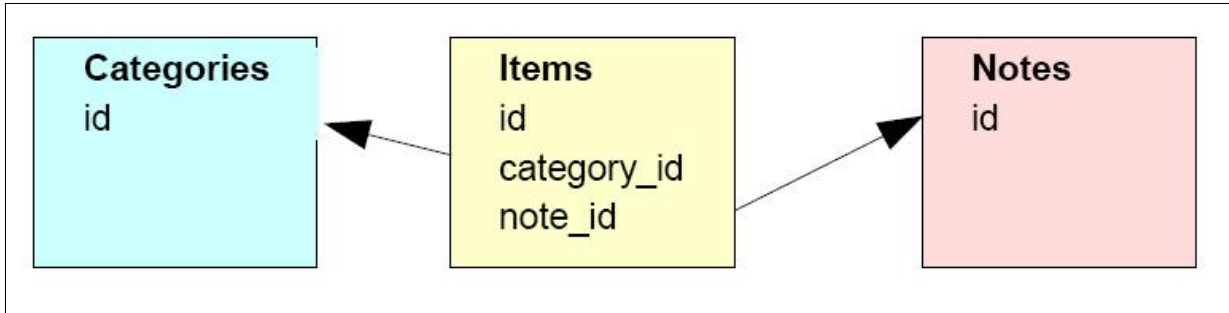 Categories
id
Items
id
category_id
note_id
Notes
id